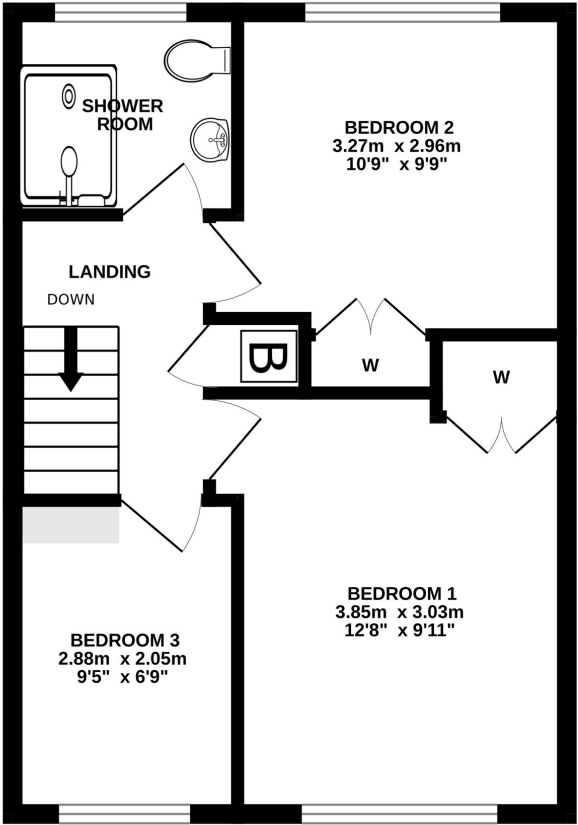 SHOWER
ROOM
BEDROOM 2
3.27m x 2.96m
10'9" x 9'9"
LANDING
DOWN
B
W
W
BEDROOM 1
3.85m x 3.03m
12'8" x 9'11"
BEDROOM 3
2.88m x 2.05m
9'5" x 6'9"